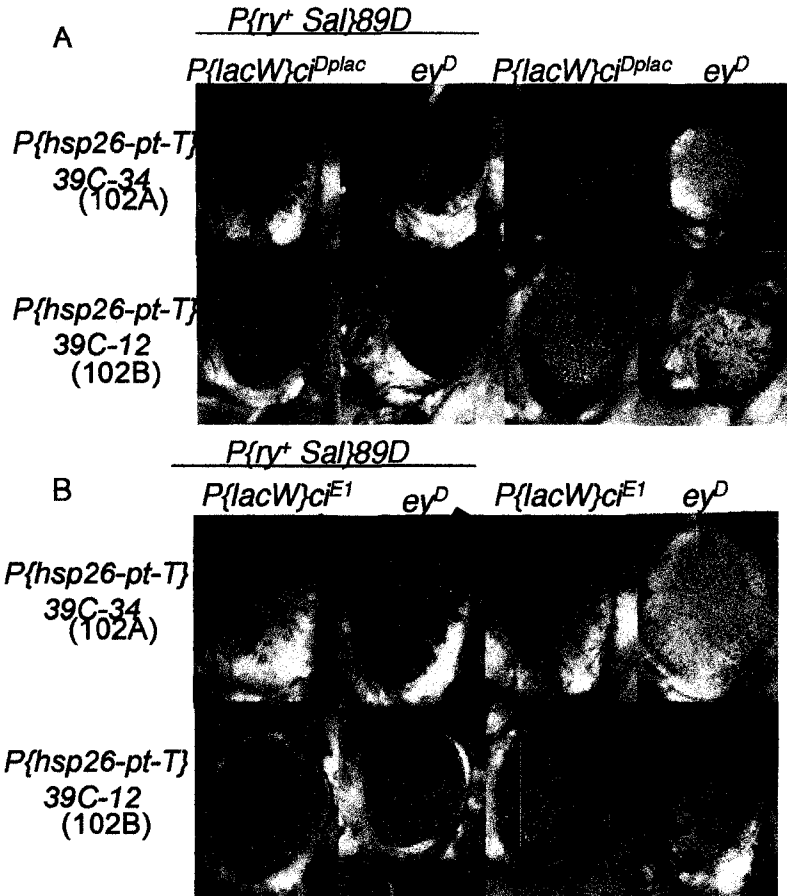 A
P{ry+ Sal}89D
P{lacW}ci^Dplac ey^D P{lacW}ci^Dplac ey^D
P{hsp26-pt-T}
39C-34
(102A)
P{hsp26-pt-T}
39C-12
(102B)
B
P{ry+ Sal}89D
P{lacW}ci^E1 ey^D P{lacW}ci^E1 ey^D
P{hsp26-pt-T}
39C-34
(102A)
P{hsp26-pt-T}
39C-12
(102B)